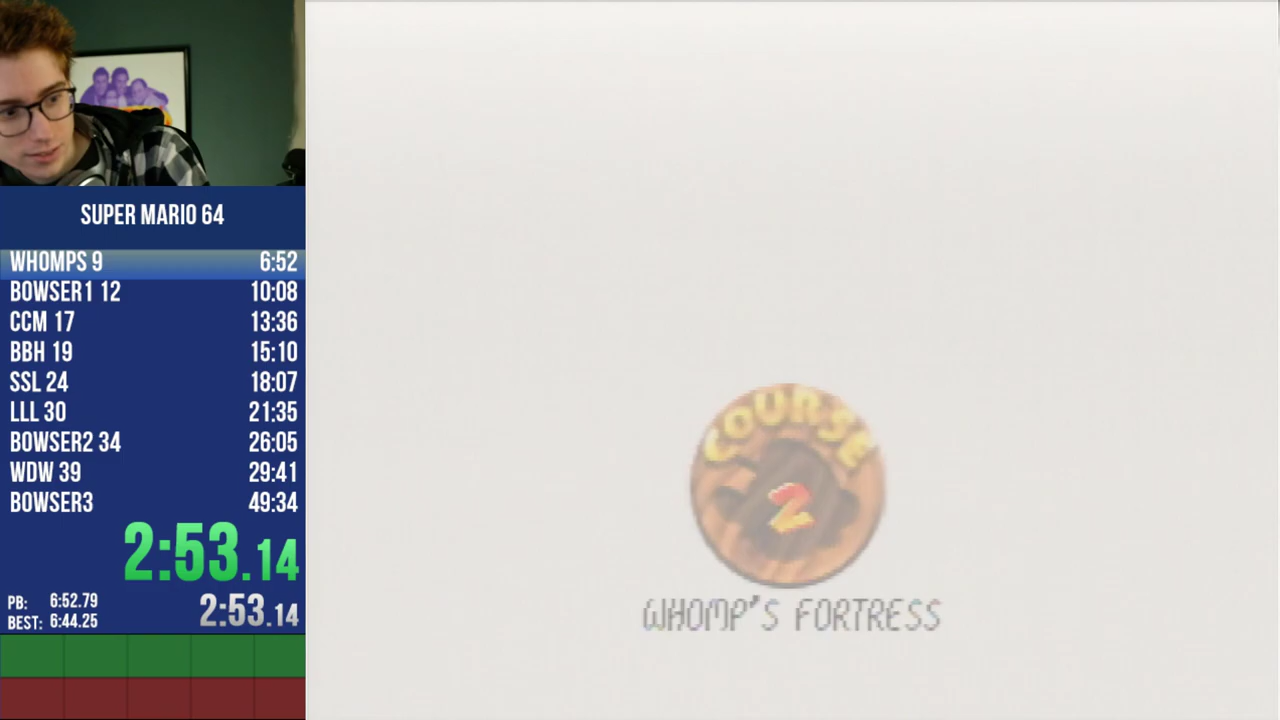 SUPER MARIO 64
WHOMPS 9 6:52
BOWSER1 12 10:08
CCM 17 13:36
BBH 19 15:10
SSL 24 18:07
LLL 30 21:35
BOWSER2 34 26:05
WDW 39 29:41
BOWSER3 49:34
2:53.14
PB: 6:52.79
BEST: 6:44.25
2:53.14
COURSE
2
WHOMP'S FORTRESS